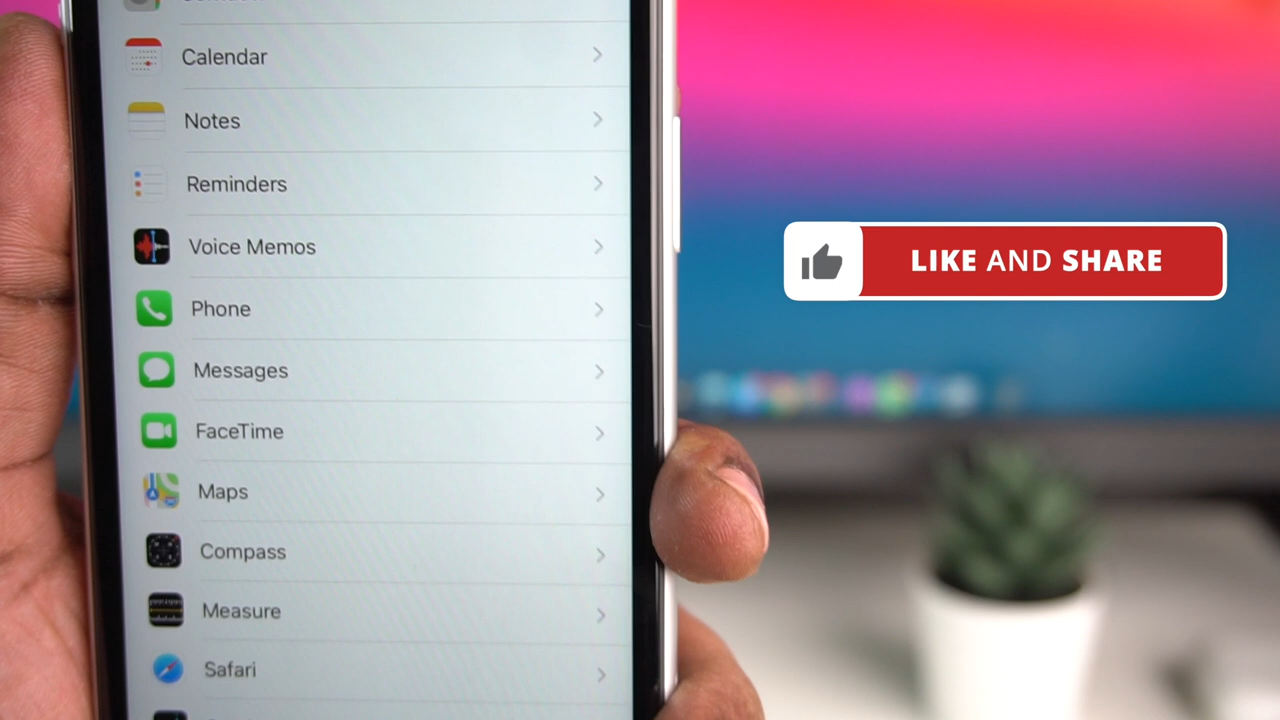 Calendar
Notes
Reminders
Voice Memos
Phone
Messages
FaceTime
Maps
Compass
Measure
Safari
LIKE AND SHARE